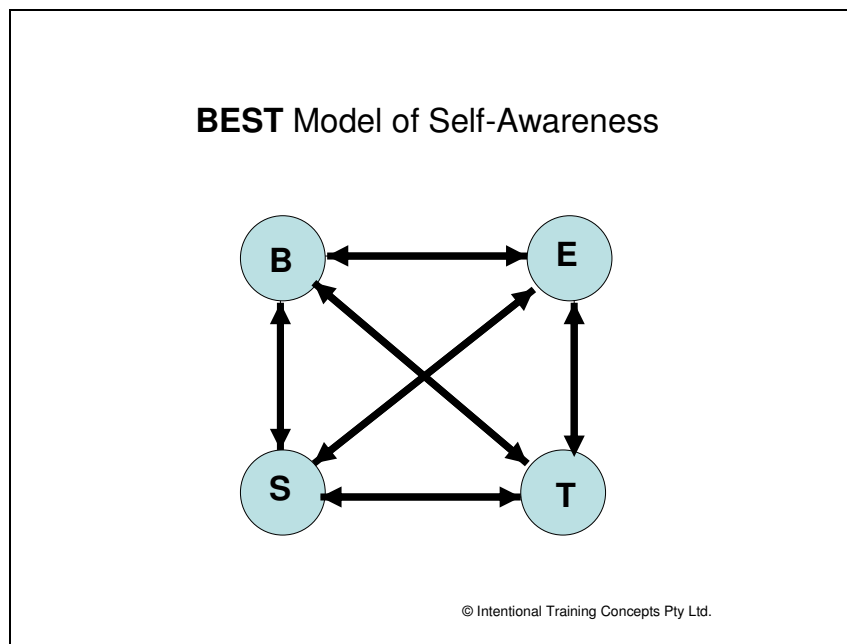 BEST Model of Self-Awareness
B E
S T
© Intentional Training Concepts Pty Ltd.